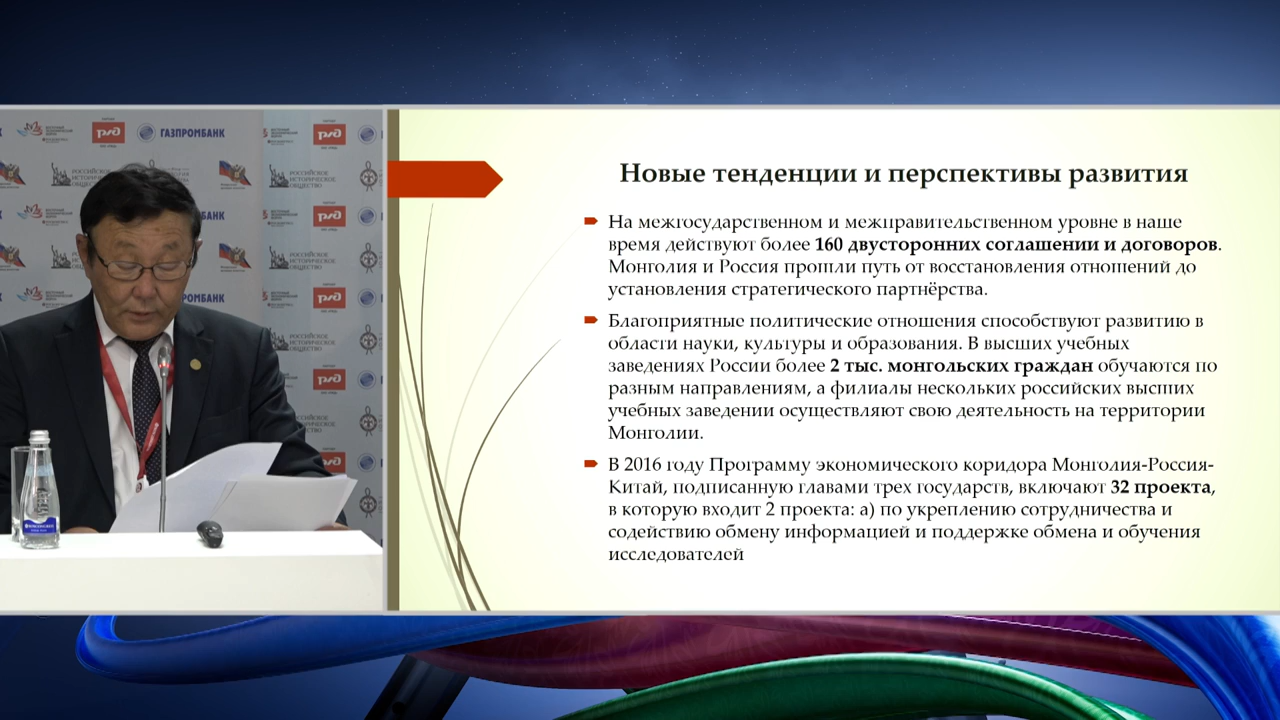 ГАЗПРОМБАНК
РОССИЙСКОЕ
ИСТОРИЧЕСКОЕ
ОБЩЕСТВО
Новые тенденции и перспективы развития
На межгосударственном и межправительственном уровне в наше
время действуют более 160 двусторонних соглашении и договоров.
Монголия и Россия прошли путь от восстановления отношений до
установления стратегического партнёрства.
Благоприятные политические отношения способствуют развитию в
области науки, культуры и образования. В высших учебных
заведениях России более 2 тыс. монгольских граждан обучаются по
разным направлениям, а филиалы нескольких российских высших
учебных заведении осуществляют свою деятельность на территории
Монголии.
В 2016 году Программу экономического коридора Монголия-Россия-
Китай, подписанную главами трех государств, включают 32 проекта,
в которую входит 2 проекта: а) по укреплению сотрудничества и
содействию обмену информацией и поддержке обмена и обучения
исследователей